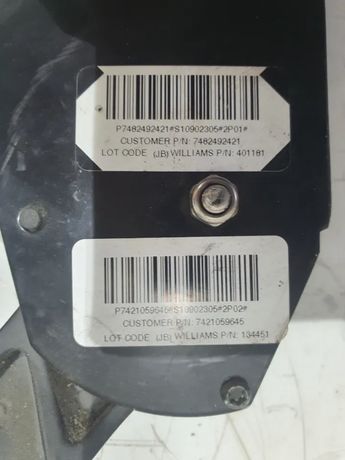 P7482492421#S10902305#2P01#
CUSTOMER P/N: 7482492421
LOT CODE (JB) WILLIAMS P/N: 401181
P7421059645#S10902305#2P02#
CUSTOMER P/N: 7421059645
LOT CODE (JB) WILLIAMS P/N: 134451